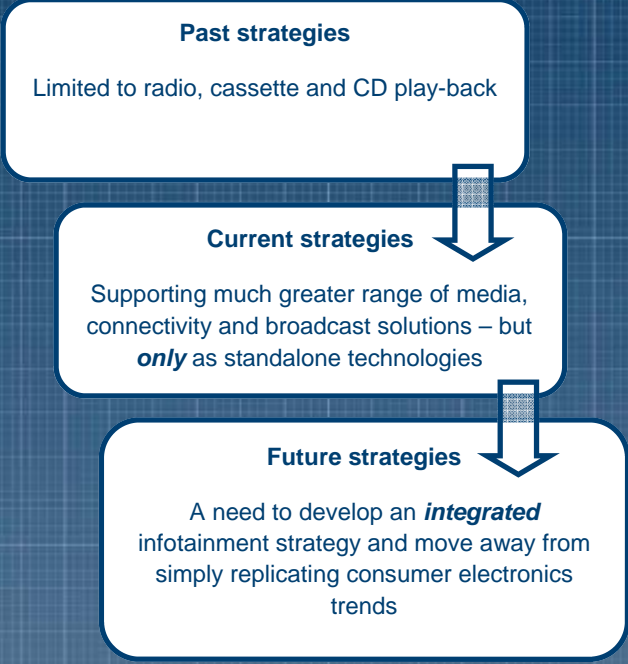 Past strategies
Limited to radio, cassette and CD play-back
Current strategies
Supporting much greater range of media,
connectivity and broadcast solutions – but
only as standalone technologies
Future strategies
A need to develop an integrated
infotainment strategy and move away from
simply replicating consumer electronics
trends